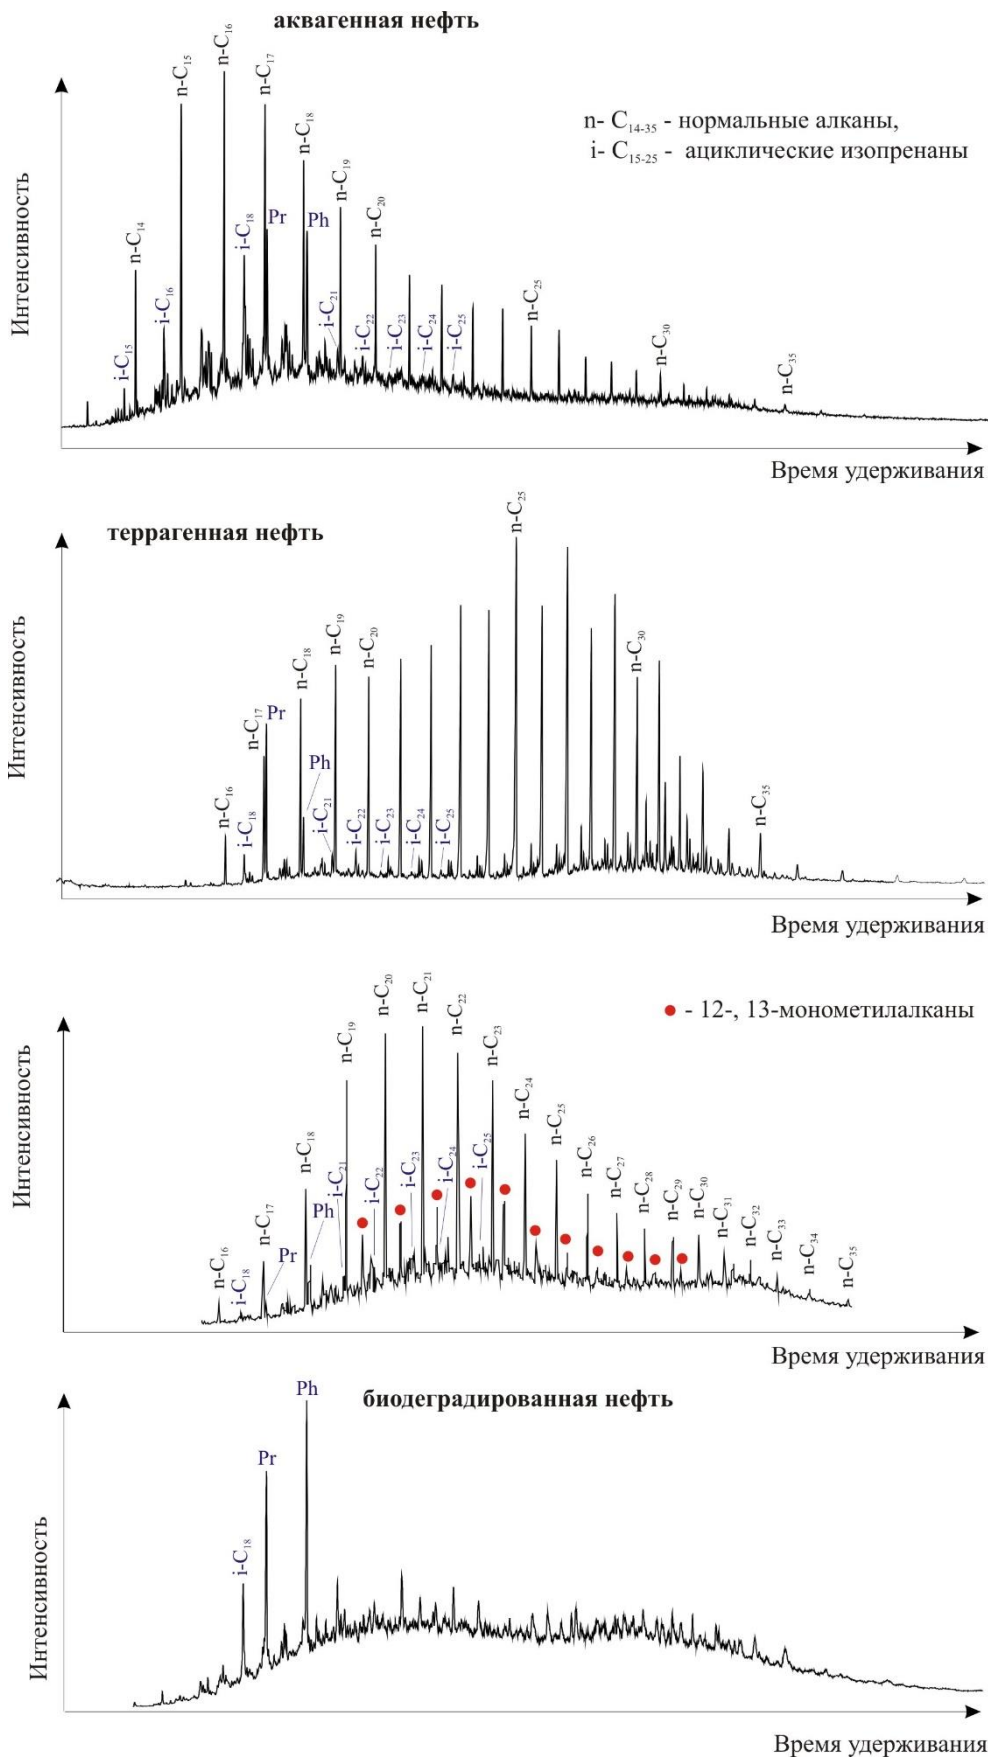 аквагенная нефть
n-C₁₄
n-C₁₅
n-C₁₆
n-C₁₇
n-C₁₈
n-C₁₉
n-C₂₀
n-C₂₅
n-C₃₀
n-C₃₅
i-C₁₅
i-C₁₆
i-C₁₈
Pr
Ph
i-C₂₁
i-C₂₂
i-C₂₃
i-C₂₄
i-C₂₅
n- C₁₄₋₃₅ - нормальные алканы,
i- C₁₅₋₂₅ - ациклические изопренаны
Интенсивность
Время удерживания
террагенная нефть
n-C₁₆
i-C₁₈
n-C₁₇
Pr
n-C₁₈
Ph
n-C₁₉
n-C₂₀
i-C₂₁
i-C₂₂
i-C₂₃
i-C₂₄
i-C₂₅
n-C₂₅
n-C₃₀
n-C₃₅
Интенсивность
Время удерживания
- 12-, 13-монометилалканы
n-C₁₆
i-C₁₈
n-C₁₇
Pr
n-C₁₈
Ph
i-C₂₁
n-C₁₉
i-C₂₂
n-C₂₀
i-C₂₃
n-C₂₁
i-C₂₄
n-C₂₂
i-C₂₅
n-C₂₃
n-C₂₄
n-C₂₅
n-C₂₆
n-C₂₇
n-C₂₈
n-C₂₉
n-C₃₀
n-C₃₁
n-C₃₂
n-C₃₃
n-C₃₄
n-C₃₅
Интенсивность
Время удерживания
биодеградированная нефть
i-C₁₈
Pr
Ph
Интенсивность
Время удерживания